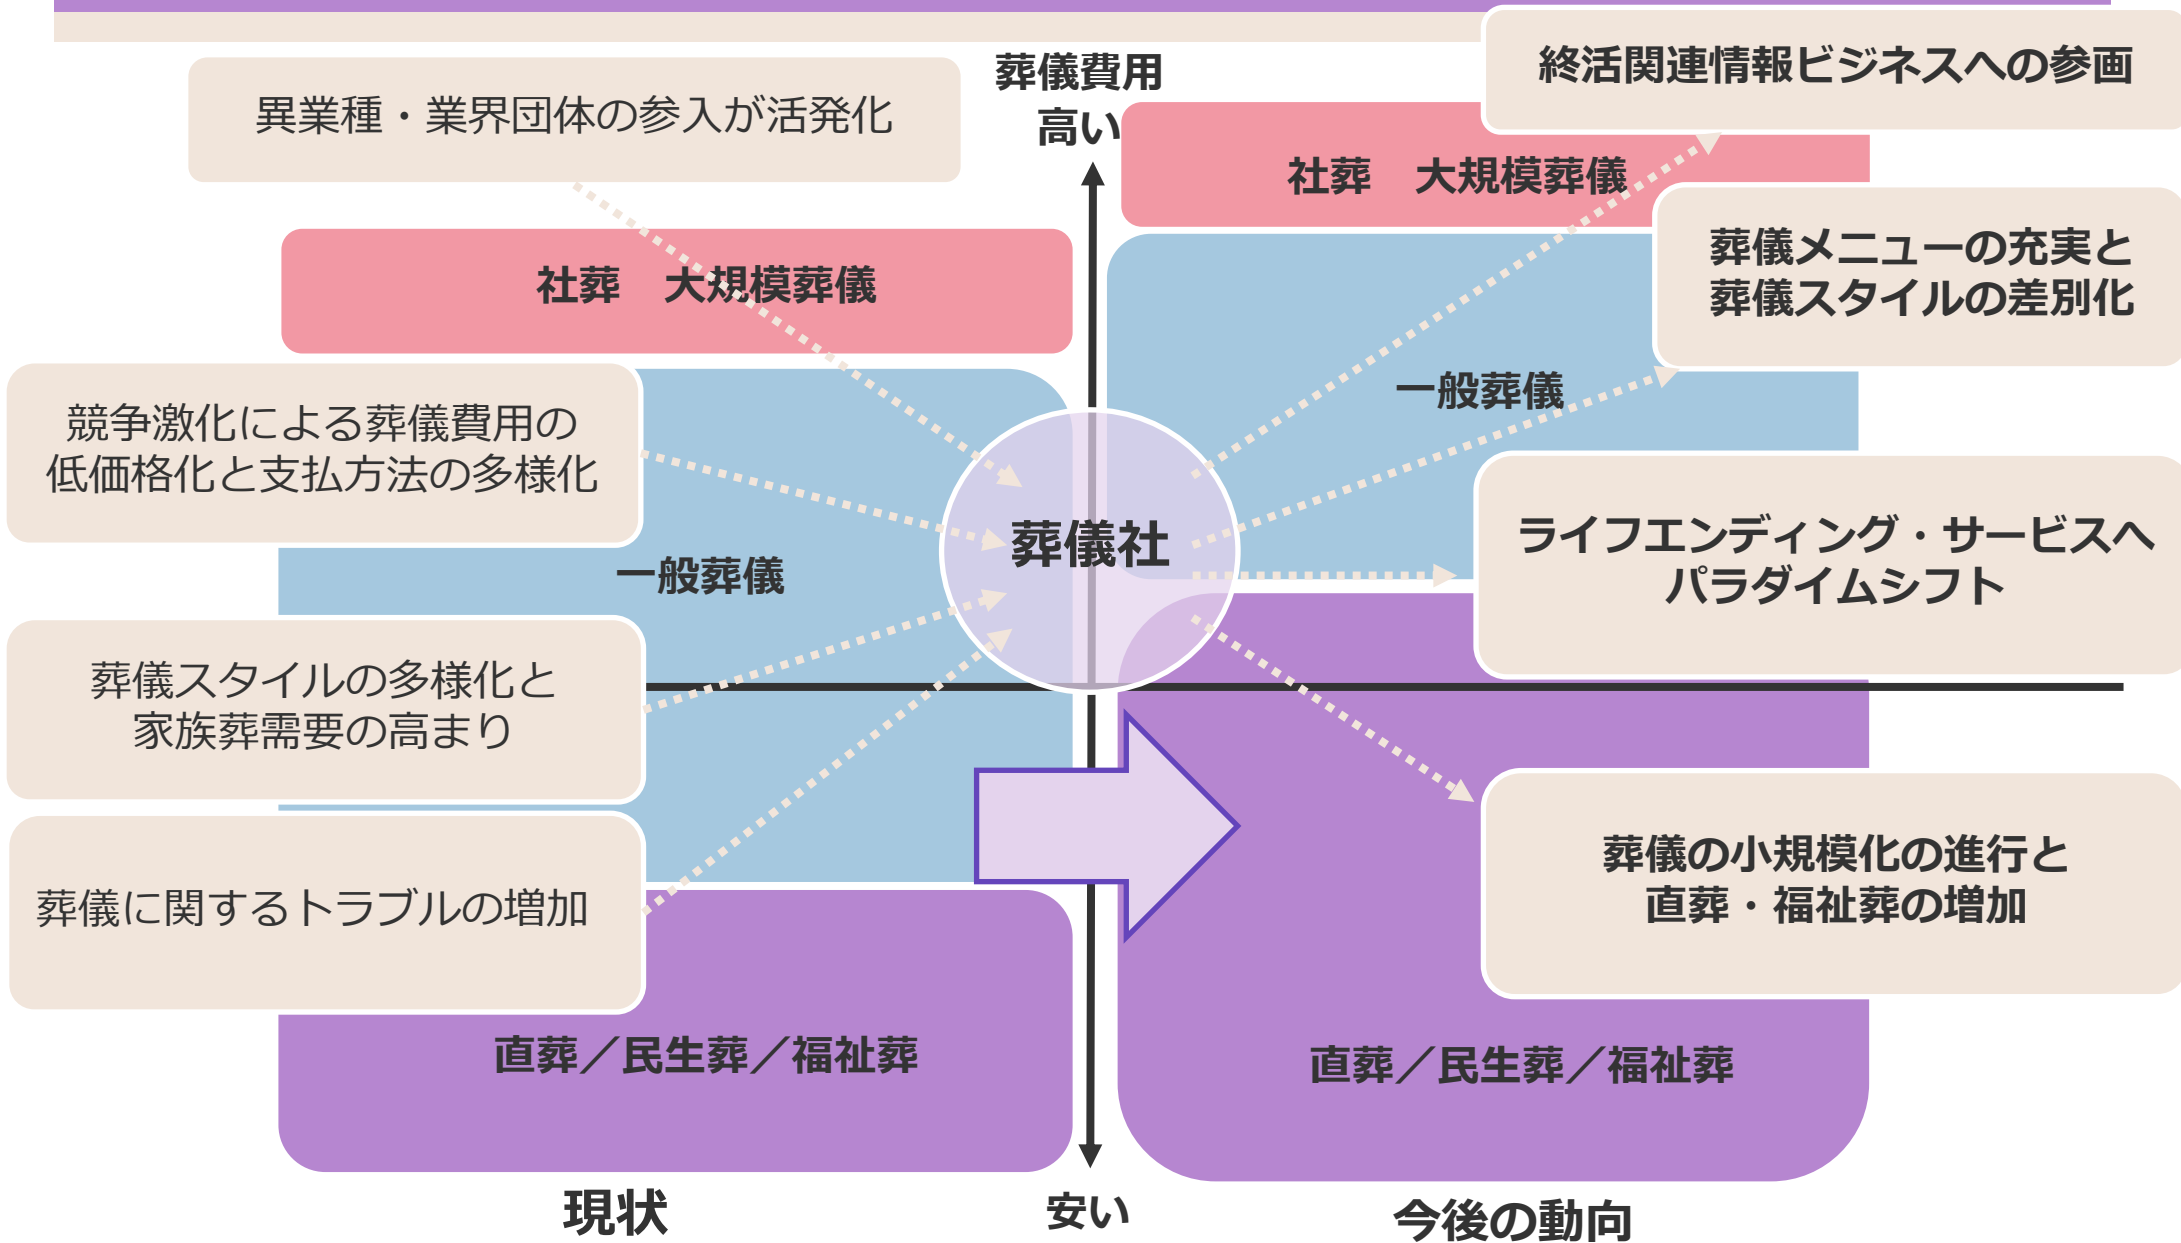 葬儀費用
高い
異業種・業界団体の参入が活発化
社葬　大規模葬儀
競争激化による葬儀費用の
低価格化と支払方法の多様化
一般葬儀
葬儀スタイルの多様化と
家族葬需要の高まり
葬儀に関するトラブルの増加
直葬／民生葬／福祉葬
現状
葬儀社
安い
終活関連情報ビジネスへの参画
社葬　大規模葬儀
葬儀メニューの充実と
葬儀スタイルの差別化
一般葬儀
ライフエンディング・サービスへ
パラダイムシフト
葬儀の小規模化の進行と
直葬・福祉葬の増加
直葬／民生葬／福祉葬
今後の動向